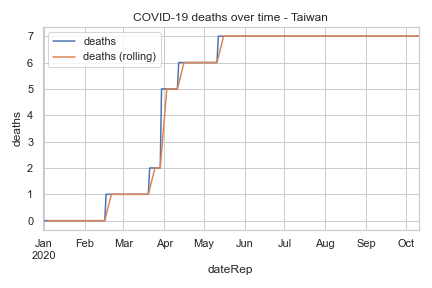 COVID-19 deaths over time - Taiwan
deaths
deaths (rolling)
deaths
7
6
5
4
3
2
1
0
Jan Feb Mar Apr May Jun Jul Aug Sep Oct
2020
dateRep